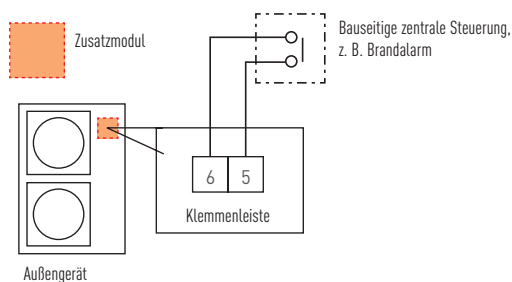 Zusatzmodul
Bauseitige zentrale Steuerung,
z. B. Brandalarm
6 5
Klemmenleiste
Außengerät